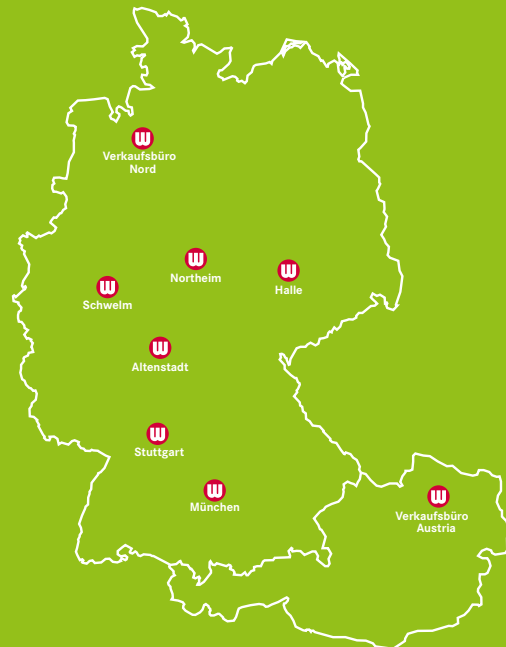 Verkaufsbüro
Nord
Northeim
Halle
Schwelm
Altenstadt
Stuttgart
München
Verkaufsbüro
Austria